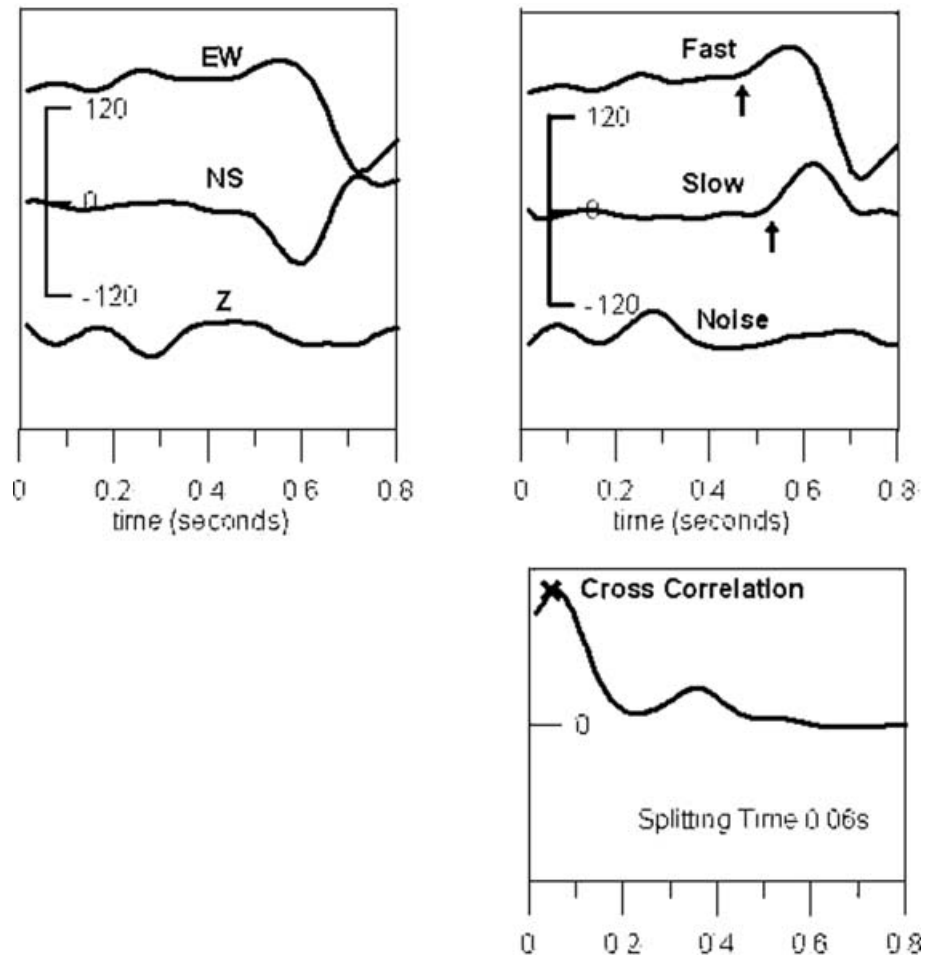 EW
120
NS
0
-120
Z
0 0.2 0.4 0.6 0.8
time (seconds)
Fast
120
Slow
0
-120
Noise
0 0.2 0.4 0.6 0.8
time (seconds)
Cross Correlation
0
Splitting Time 0.06s
0 0.2 0.4 0.6 0.8